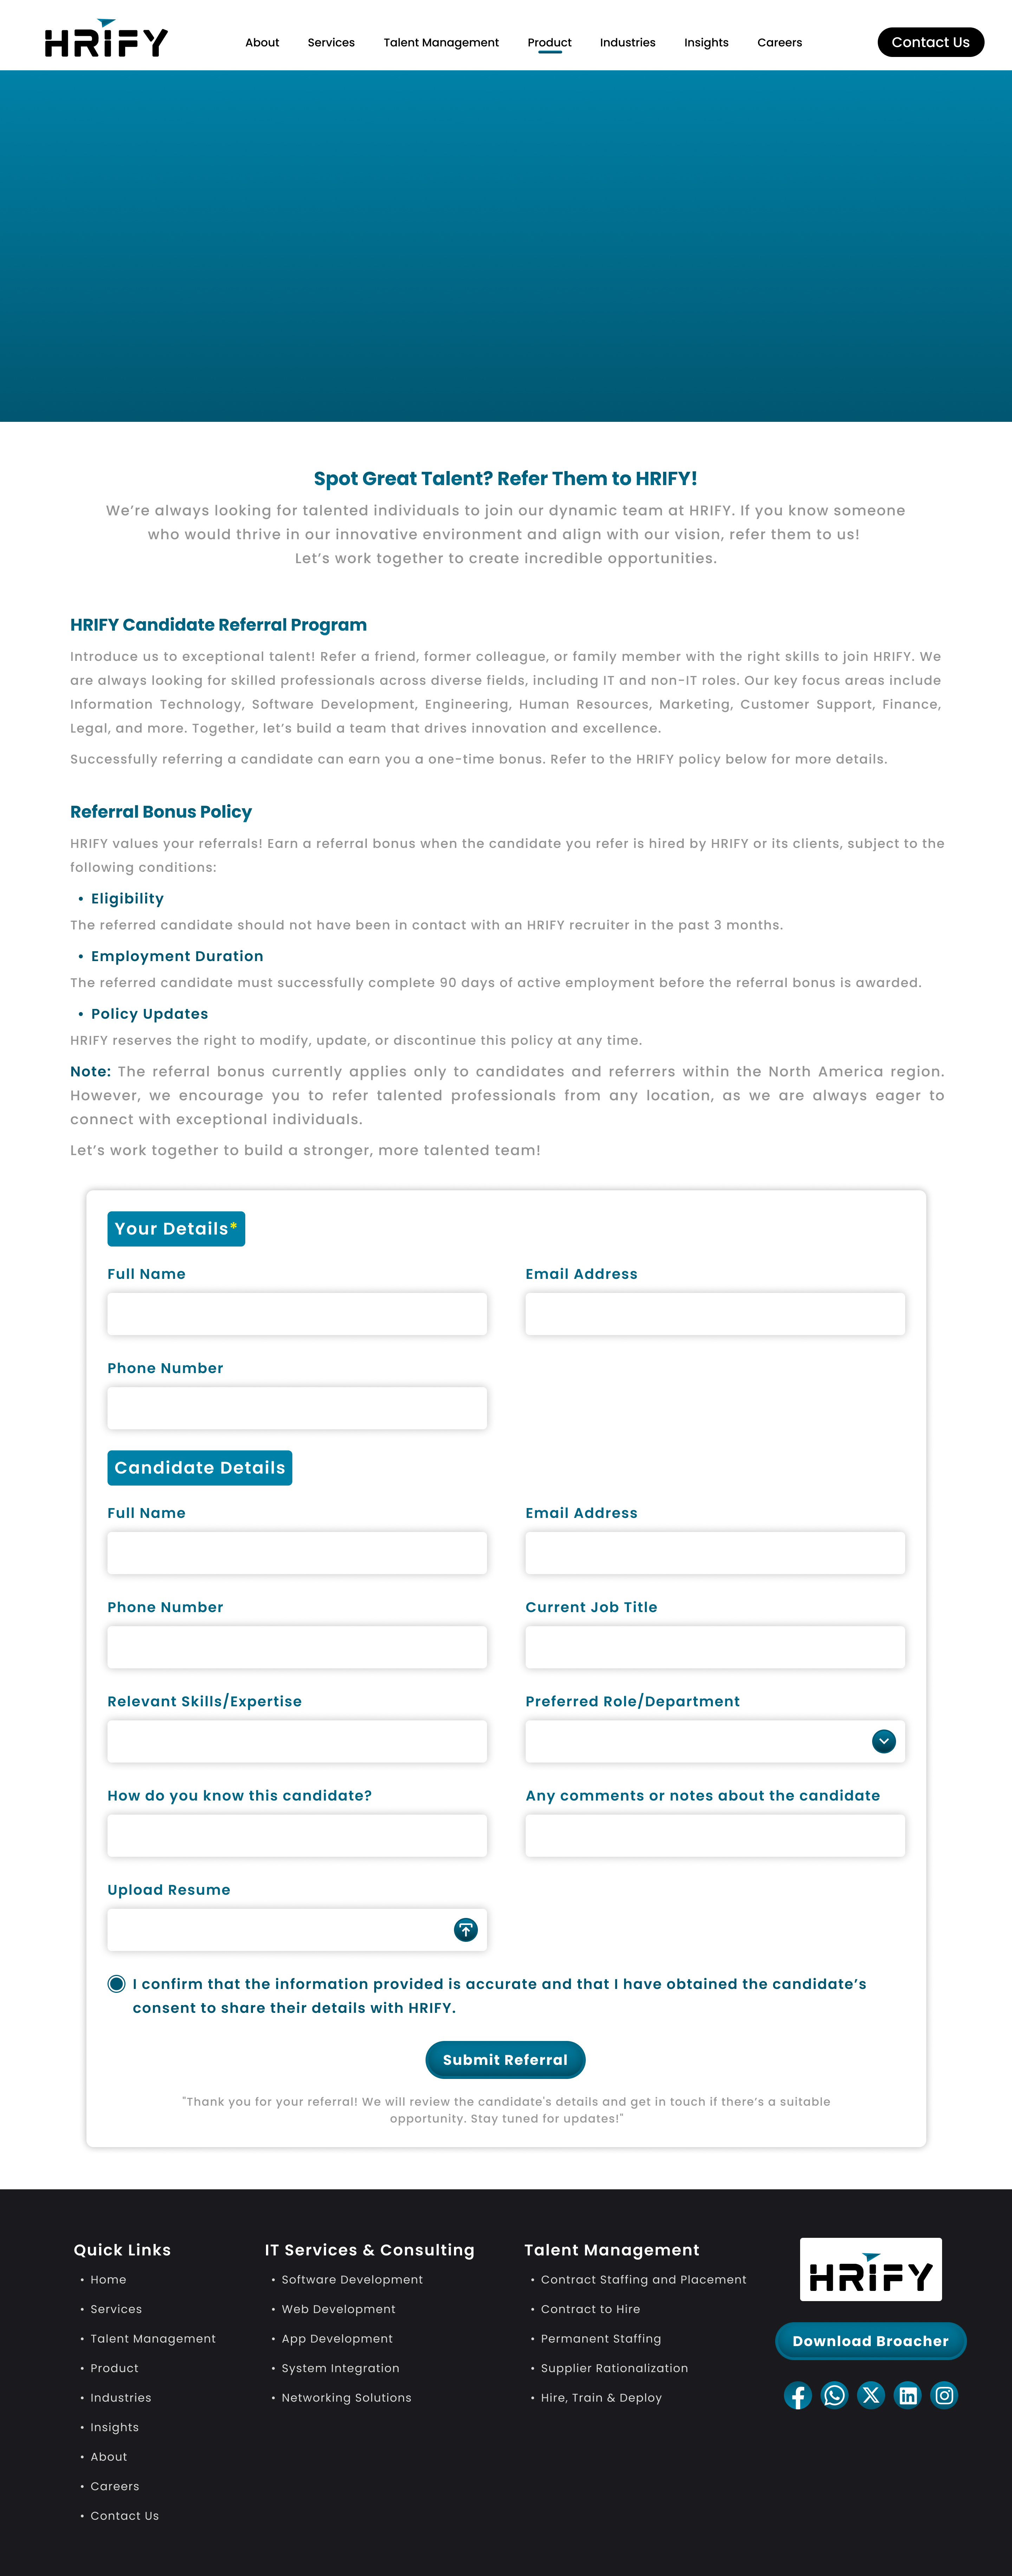 HRIFY
About
Services
Talent Management
Product
Industries
Insights
Careers
Contact Us
Spot Great Talent? Refer Them to HRIFY!
We’re always looking for talented individuals to join our dynamic team at HRIFY. If you know someone
who would thrive in our innovative environment and align with our vision, refer them to us!
Let’s work together to create incredible opportunities.
HRIFY Candidate Referral Program
Introduce us to exceptional talent! Refer a friend, former colleague, or family member with the right skills to join HRIFY. We
are always looking for skilled professionals across diverse fields, including IT and non-IT roles. Our key focus areas include
Information Technology, Software Development, Engineering, Human Resources, Marketing, Customer Support, Finance,
Legal, and more. Together, let’s build a team that drives innovation and excellence.
Successfully referring a candidate can earn you a one-time bonus. Refer to the HRIFY policy below for more details.
Referral Bonus Policy
HRIFY values your referrals! Earn a referral bonus when the candidate you refer is hired by HRIFY or its clients, subject to the
following conditions:
• Eligibility
The referred candidate should not have been in contact with an HRIFY recruiter in the past 3 months.
• Employment Duration
The referred candidate must successfully complete 90 days of active employment before the referral bonus is awarded.
• Policy Updates
HRIFY reserves the right to modify, update, or discontinue this policy at any time.
Note: The referral bonus currently applies only to candidates and referrers within the North America region.
However, we encourage you to refer talented professionals from any location, as we are always eager to
connect with exceptional individuals.
Let’s work together to build a stronger, more talented team!
Your Details*
Full Name
Email Address
Phone Number
Candidate Details
Full Name
Email Address
Phone Number
Current Job Title
Relevant Skills/Expertise
Preferred Role/Department
How do you know this candidate?
Any comments or notes about the candidate
Upload Resume
I confirm that the information provided is accurate and that I have obtained the candidate’s
consent to share their details with HRIFY.
Submit Referral
"Thank you for your referral! We will review the candidate's details and get in touch if there’s a suitable
opportunity. Stay tuned for updates!"
Quick Links
• Home
• Services
• Talent Management
• Product
• Industries
• Insights
• About
• Careers
• Contact Us
IT Services & Consulting
• Software Development
• Web Development
• App Development
• System Integration
• Networking Solutions
Talent Management
• Contract Staffing and Placement
• Contract to Hire
• Permanent Staffing
• Supplier Rationalization
• Hire, Train & Deploy
HRIFY
Download Broacher